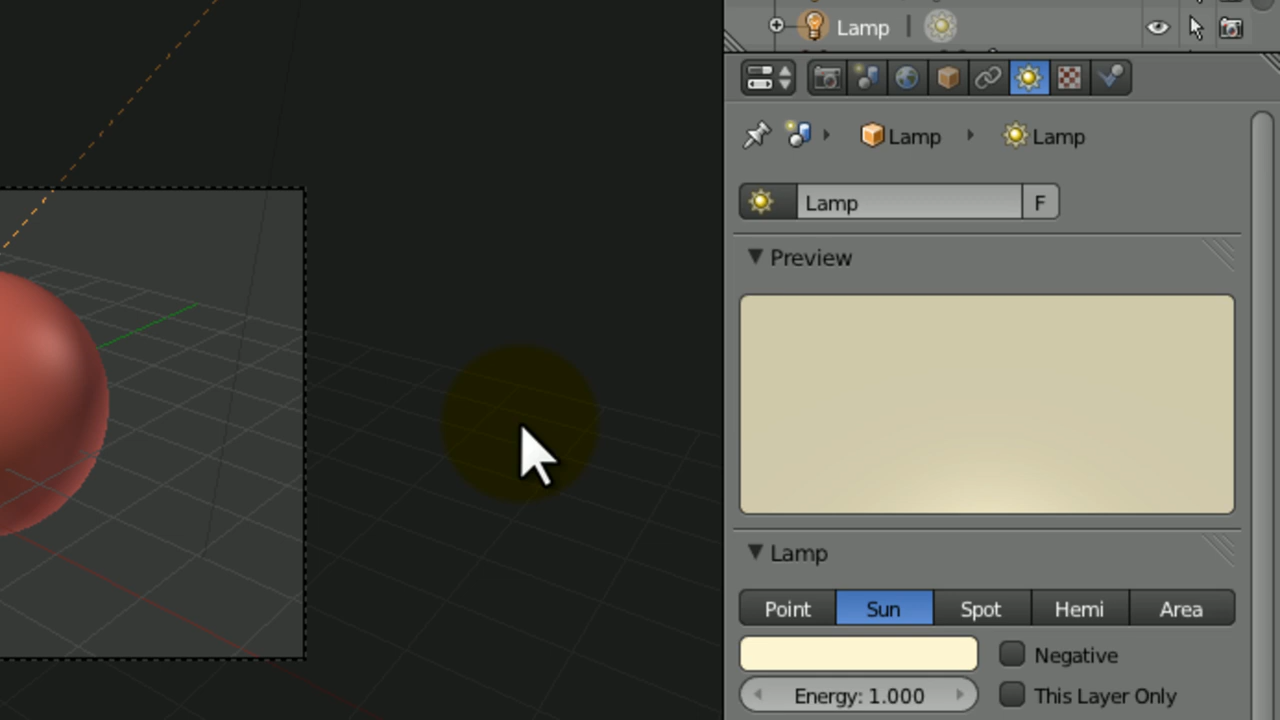 Lamp
Lamp Lamp
Lamp F
Preview
Lamp
Point Sun Spot Hemi Area
Negative
Energy: 1.000 This Layer Only